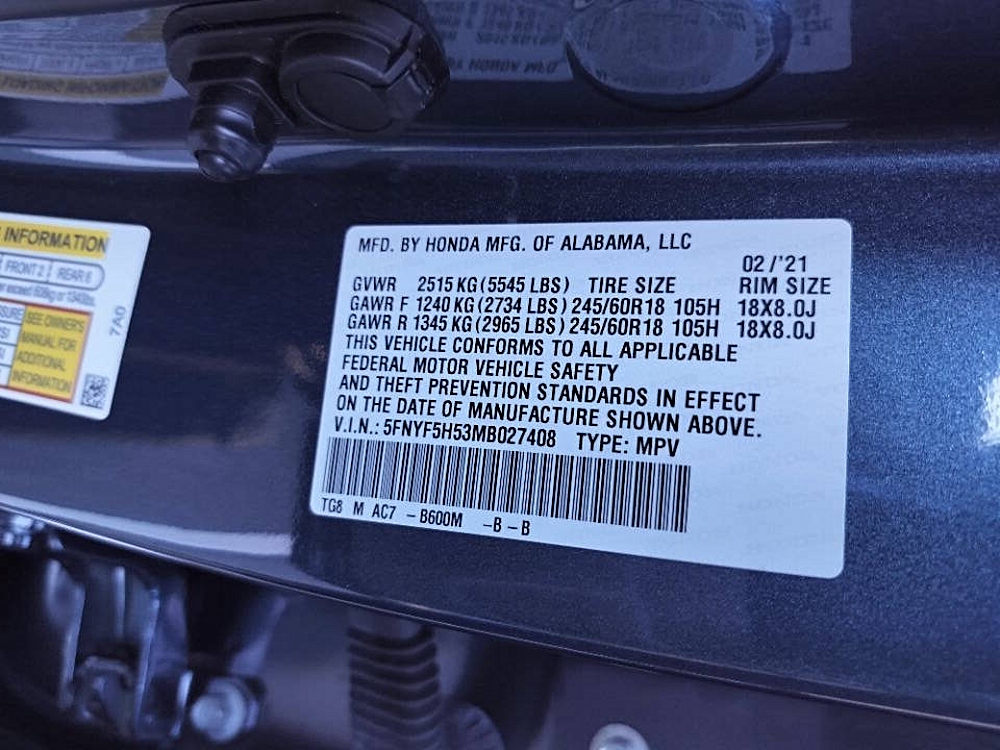 INFORMATION
FRONT 2 REAR 6
SEE OWNER'S
MANUAL FOR
ADDITIONAL
INFORMATION
7A0
MFD. BY HONDA MFG. OF ALABAMA, LLC
02/'21
GVWR 2515 KG (5545 LBS) TIRE SIZE RIM SIZE
GAWR F 1240 KG (2734 LBS) 245/60R18 105H 18X8.0J
GAWR R 1345 KG (2965 LBS) 245/60R18 105H 18X8.0J
THIS VEHICLE CONFORMS TO ALL APPLICABLE
FEDERAL MOTOR VEHICLE SAFETY
AND THEFT PREVENTION STANDARDS IN EFFECT
ON THE DATE OF MANUFACTURE SHOWN ABOVE.
V.I.N.: 5FNYF5H53MB027408 TYPE: MPV
TG8 M AC7 -B600M -B-B